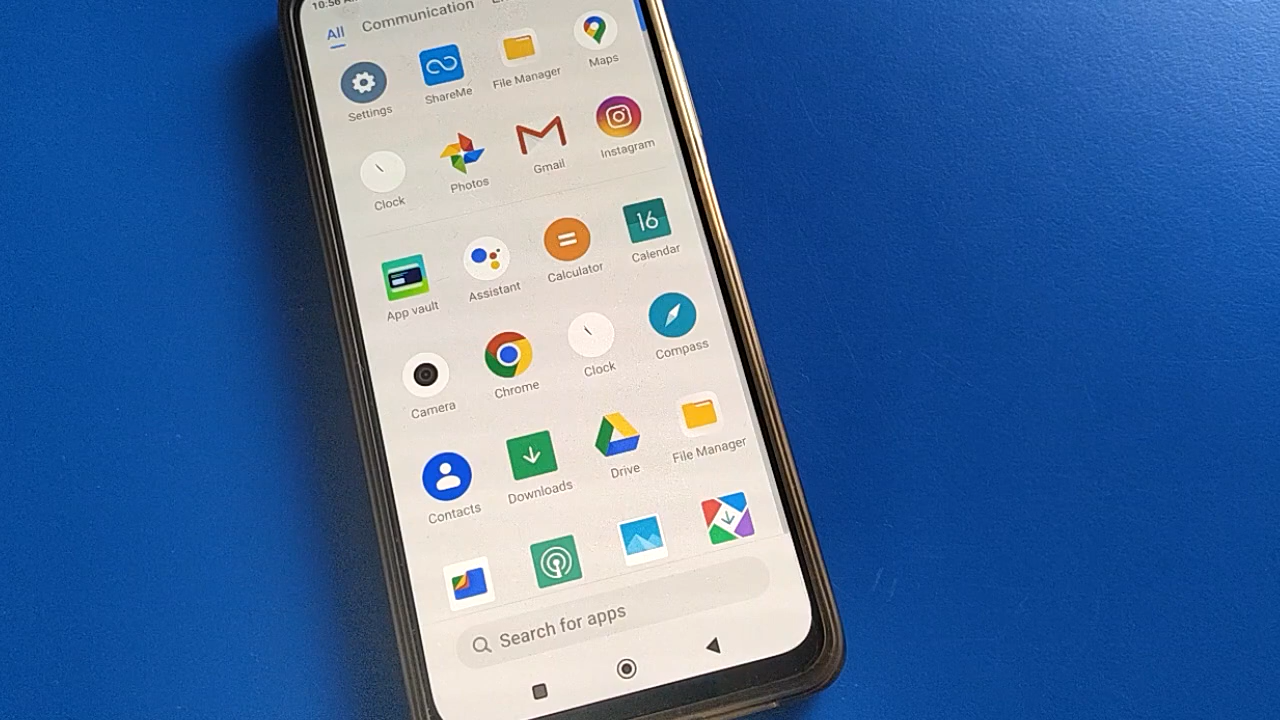 10:56
All Communication
Settings ShareMe File Manager Maps
Clock Photos Gmail Instagram
16
App vault Assistant Calculator Calendar
Camera Chrome Clock Compass
Contacts Downloads Drive File Manager
Search for apps